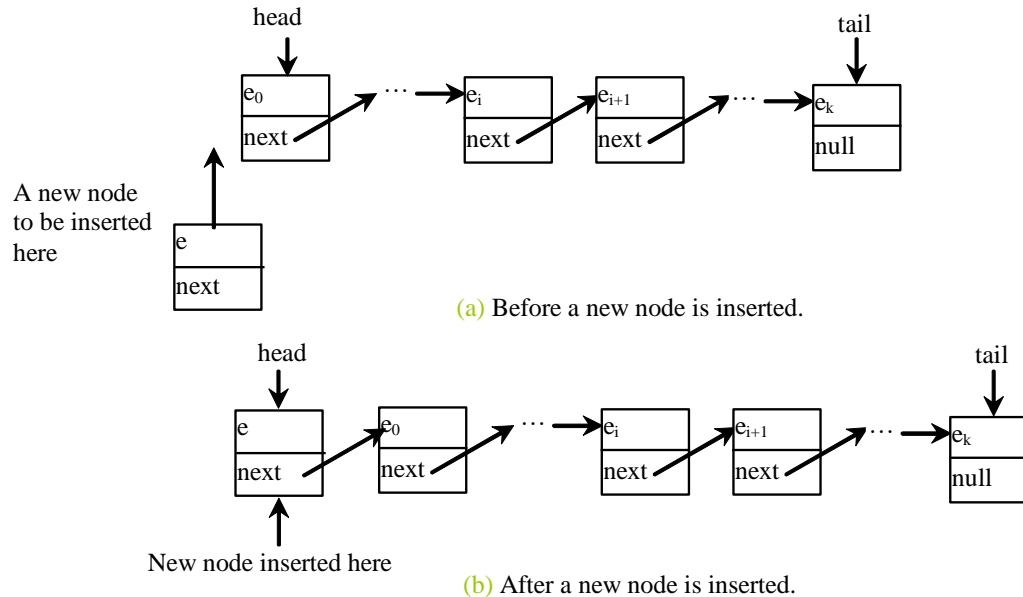 head
tail
e0
…
ei
ei+1
…
ek
next
next
next
null
A new node
to be inserted
here
e
next
(a) Before a new node is inserted.
head
tail
e
e0
…
ei
ei+1
…
ek
next
next
next
next
null
New node inserted here
(b) After a new node is inserted.